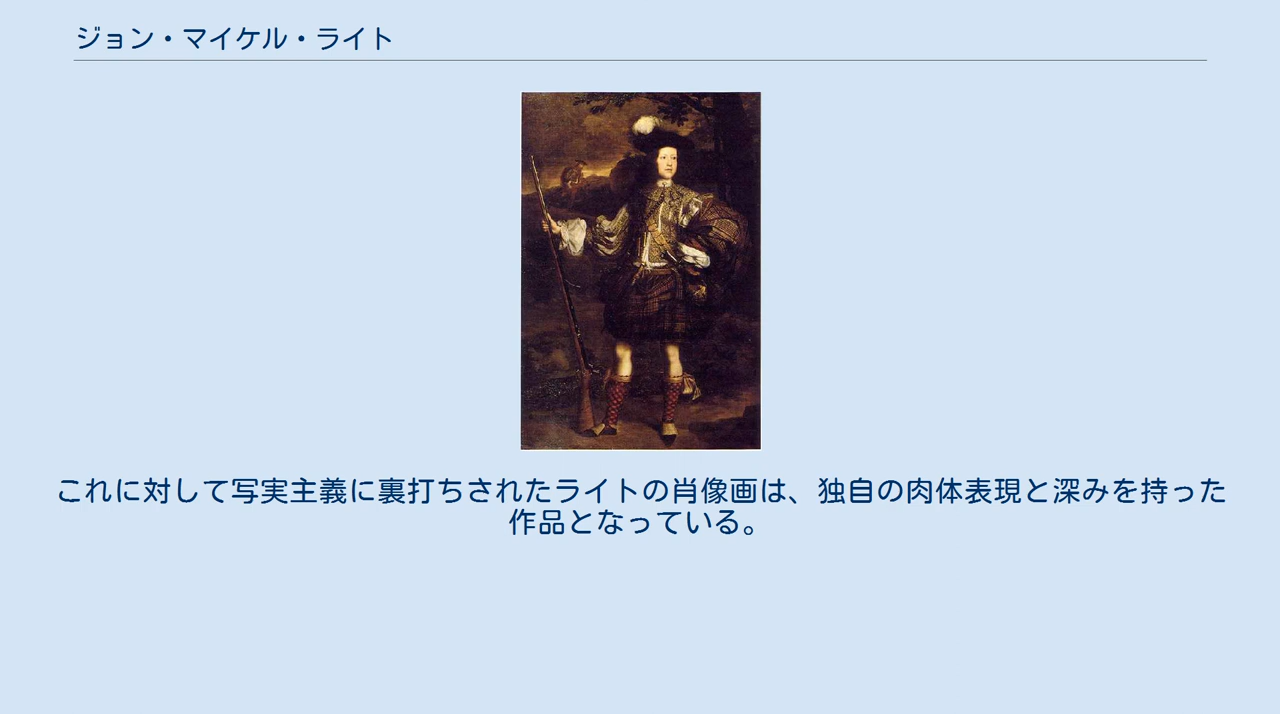 ジョン・マイケル・ライト
これに対して写実主義に裏打ちされたライトの肖像画は、独自の肉体表現と深みを持った
作品となっている。